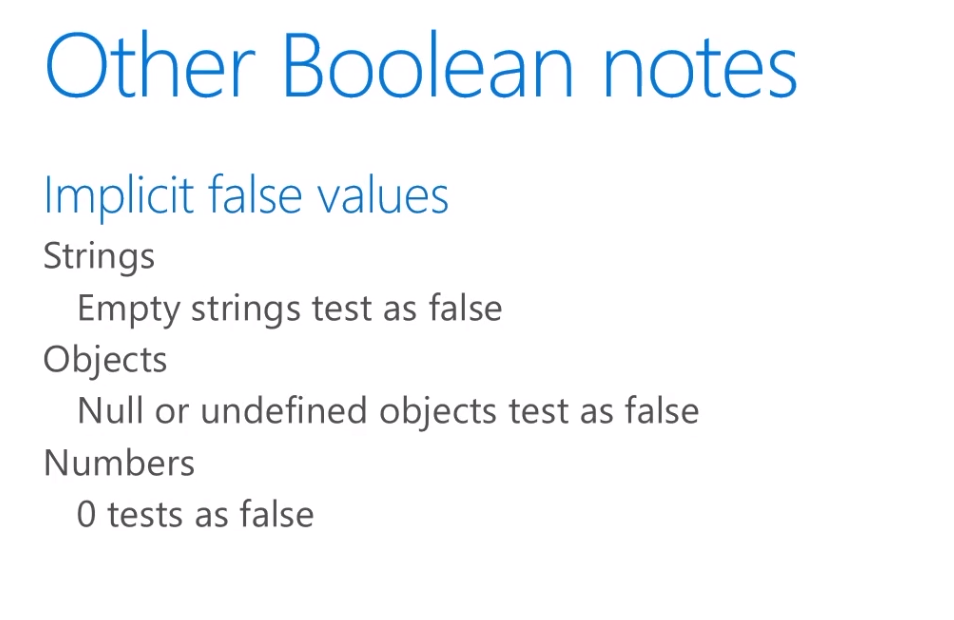 Other Boolean notes
Implicit false values
Strings
Empty strings test as false
Objects
Null or undefined objects test as false
Numbers
0 tests as false